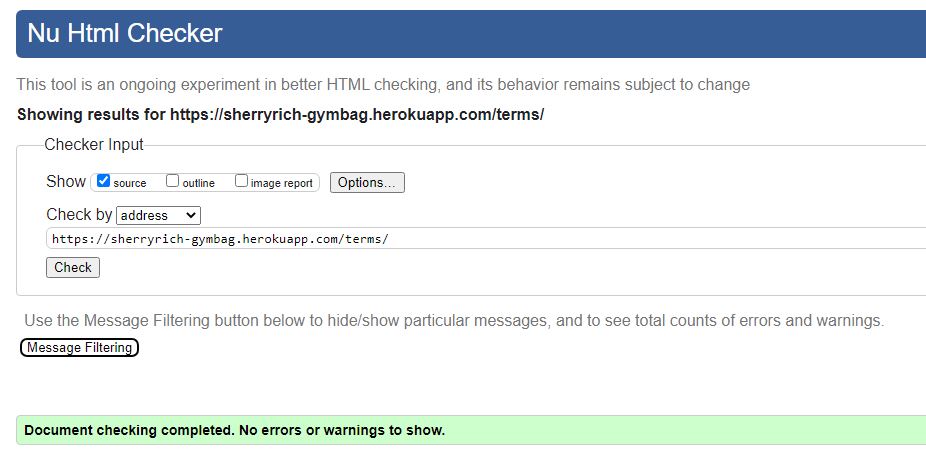 Nu Html Checker
This tool is an ongoing experiment in better HTML checking, and its behavior remains subject to change
Showing results for https://sherryrich-gymbag.herokuapp.com/terms/
Checker Input
Show source outline image report Options...
Check by address
https://sherryrich-gymbag.herokuapp.com/terms/
Check
Use the Message Filtering button below to hide/show particular messages, and to see total counts of errors and warnings.
Message Filtering
Document checking completed. No errors or warnings to show.